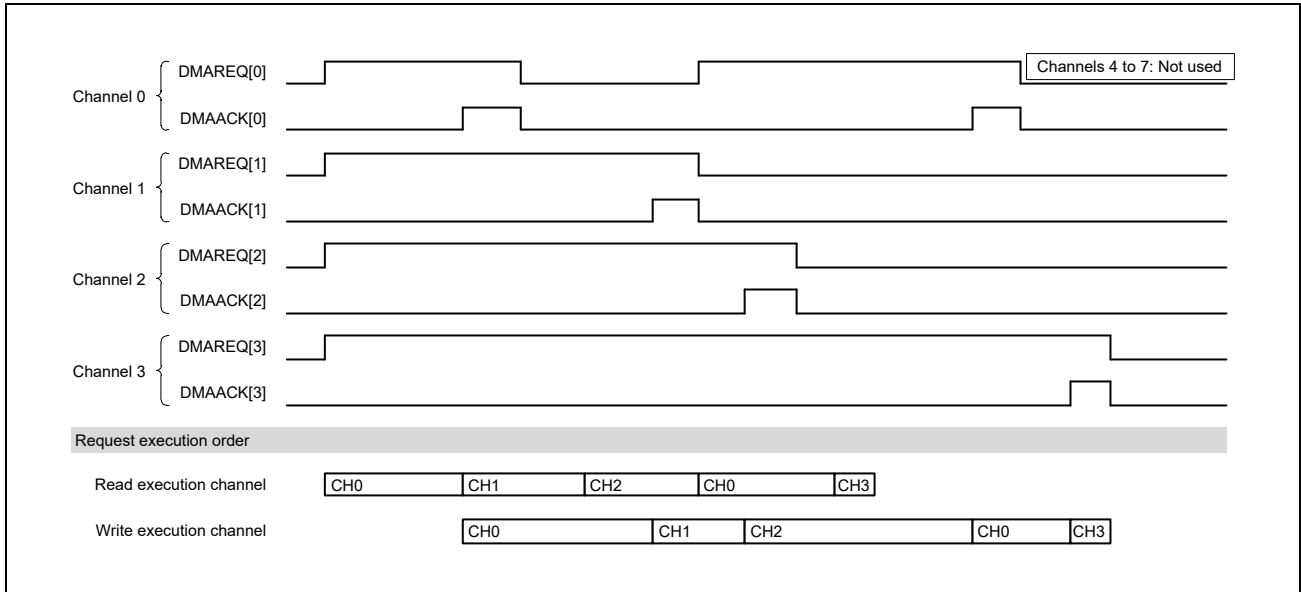 Channels 4 to 7: Not used
Channel 0
DMAREQ[0]
DMAACK[0]
Channel 1
DMAREQ[1]
DMAACK[1]
Channel 2
DMAREQ[2]
DMAACK[2]
Channel 3
DMAREQ[3]
DMAACK[3]
Request execution order
Read execution channel CH0 CH1 CH2 CH0 CH3
Write execution channel CH0 CH1 CH2 CH0 CH3